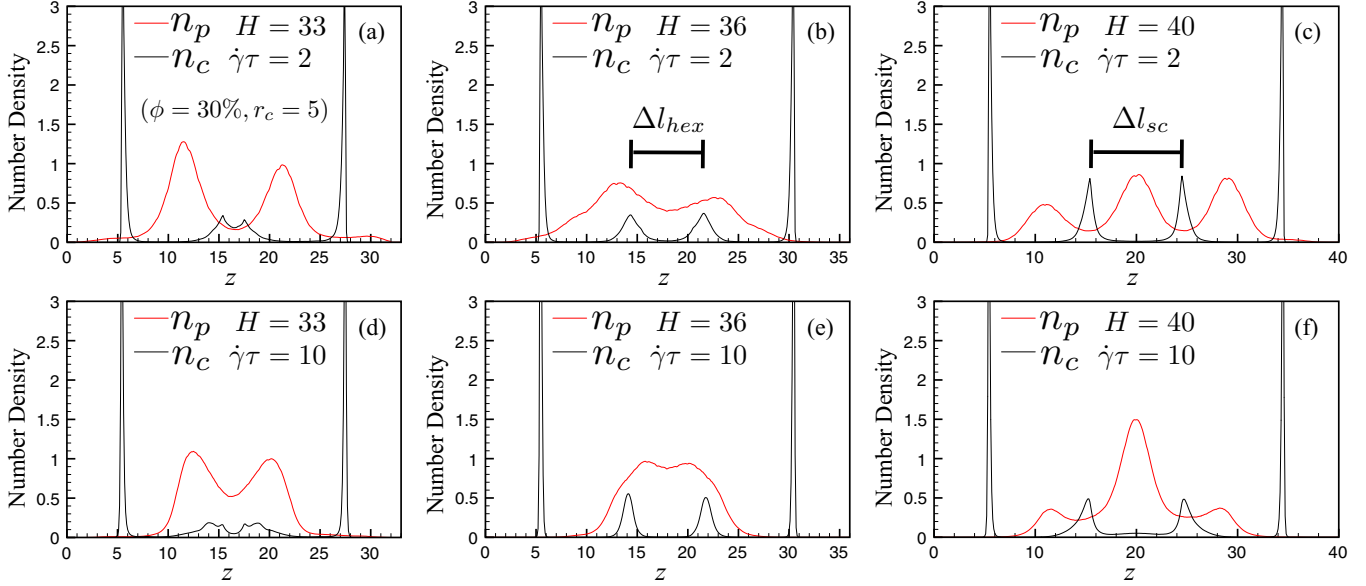 3
2.5
2
1.5
1
0.5
0
Number Density
n_p H = 33 (a)
n_c γ̇τ = 2
(ϕ = 30%, r_c = 5)
0 5 10 15 20 25 30
z
3
2.5
2
1.5
1
0.5
0
Number Density
n_p H = 36 (b)
n_c γ̇τ = 2
Δl_{hex}
0 5 10 15 20 25 30 35
z
3
2.5
2
1.5
1
0.5
0
Number Density
n_p H = 40 (c)
n_c γ̇τ = 2
Δl_{sc}
0 10 20 30 40
z
3
2.5
2
1.5
1
0.5
0
Number Density
n_p H = 33 (d)
n_c γ̇τ = 10
0 5 10 15 20 25 30
z
3
2.5
2
1.5
1
0.5
0
Number Density
n_p H = 36 (e)
n_c γ̇τ = 10
0 5 10 15 20 25 30 35
z
3
2.5
2
1.5
1
0.5
0
Number Density
n_p H = 40 (f)
n_c γ̇τ = 10
0 10 20 30 40
z